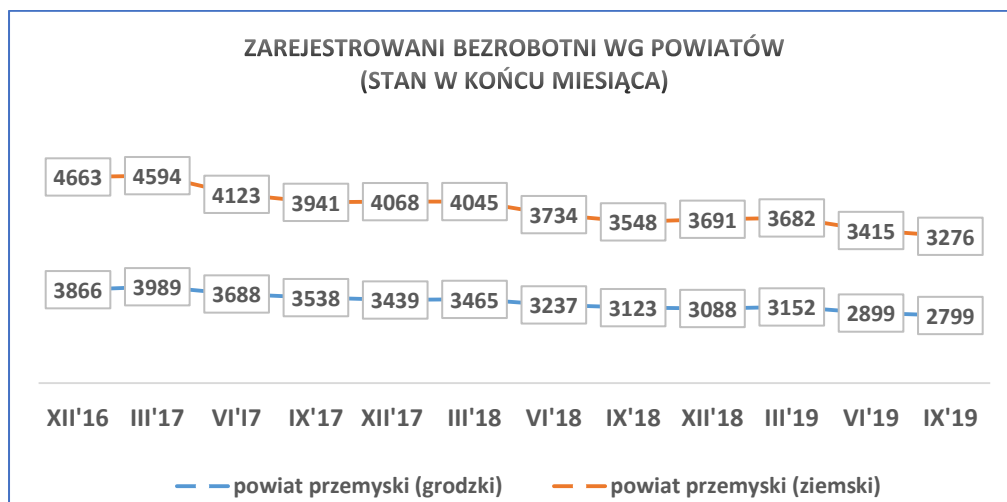 ZAREJESTROWANI BEZROBOTNI WG POWIATÓW
(STAN W KOŃCU MIESIĄCA)
4663 4594 4123 3941 4068 4045 3734 3548 3691 3682 3415 3276
3866 3989 3688 3538 3439 3465 3237 3123 3088 3152 2899 2799
XII'16 III'17 VI'I7 IX'17 XII'17 III'18 VI'18 IX'18 XII'18 III'19 VI'19 IX'19
powiat przemyski (grodzki) powiat przemyski (ziemski)